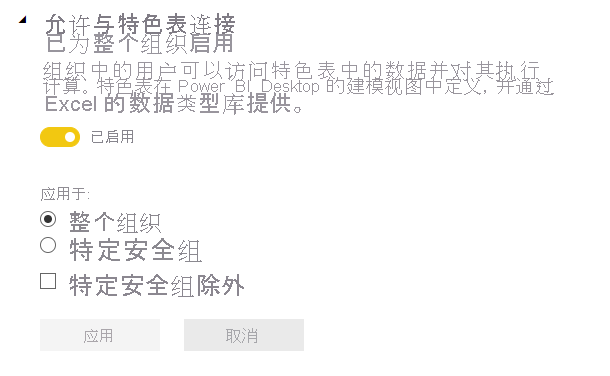 允许与特色表连接
已为整个组织启用
组织中的用户可以访问特色表中的数据并对其执行
计算。特色表在 Power BI Desktop 的建模视图中定义, 并通过
Excel 的数据类型库提供。
已启用
应用于:
整个组织
特定安全组
特定安全组除外
应用
取消